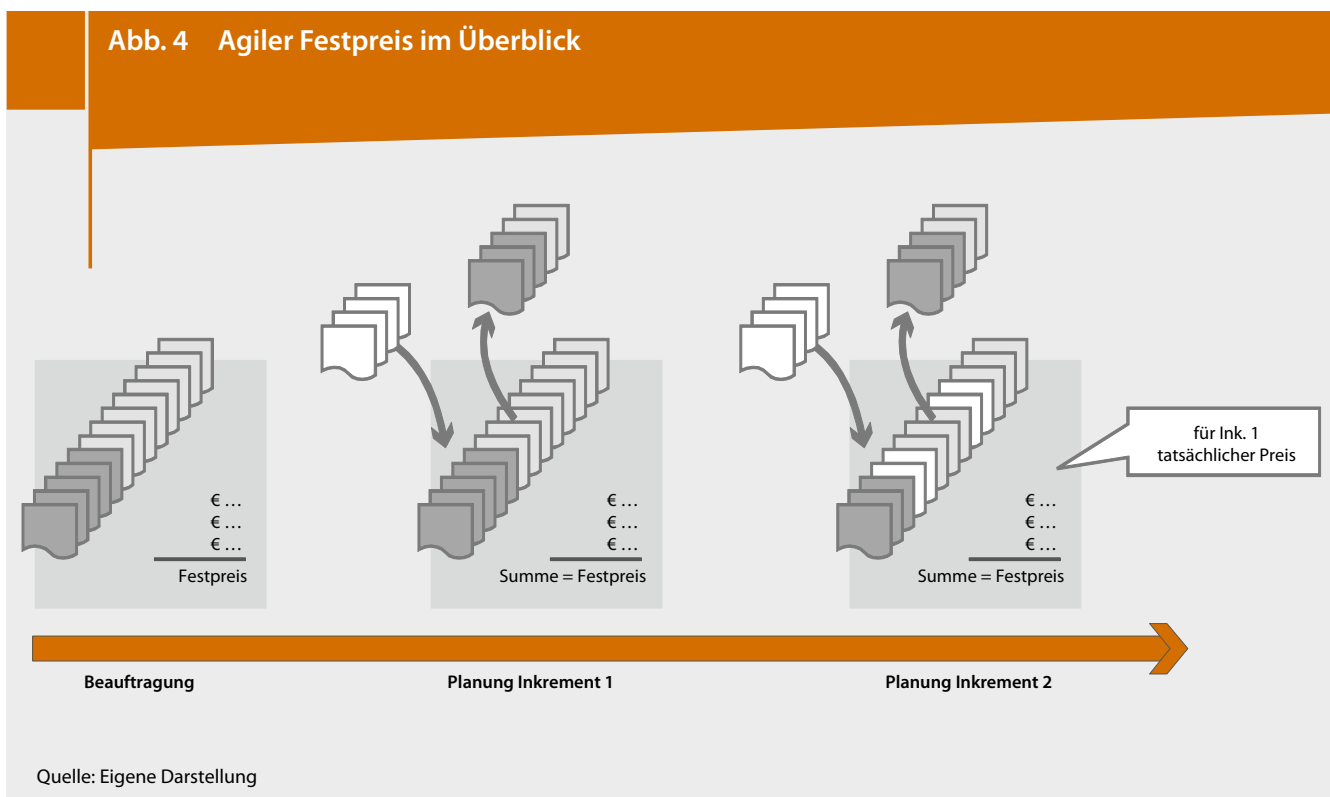 Abb. 4 Agiler Festpreis im Überblick
für Ink. 1
tatsächlicher Preis
€ …
€ …
€ …
Festpreis
€ …
€ …
€ …
Summe = Festpreis
€ …
€ …
€ …
Summe = Festpreis
Beauftragung
Planung Inkrement 1
Planung Inkrement 2
Quelle: Eigene Darstellung